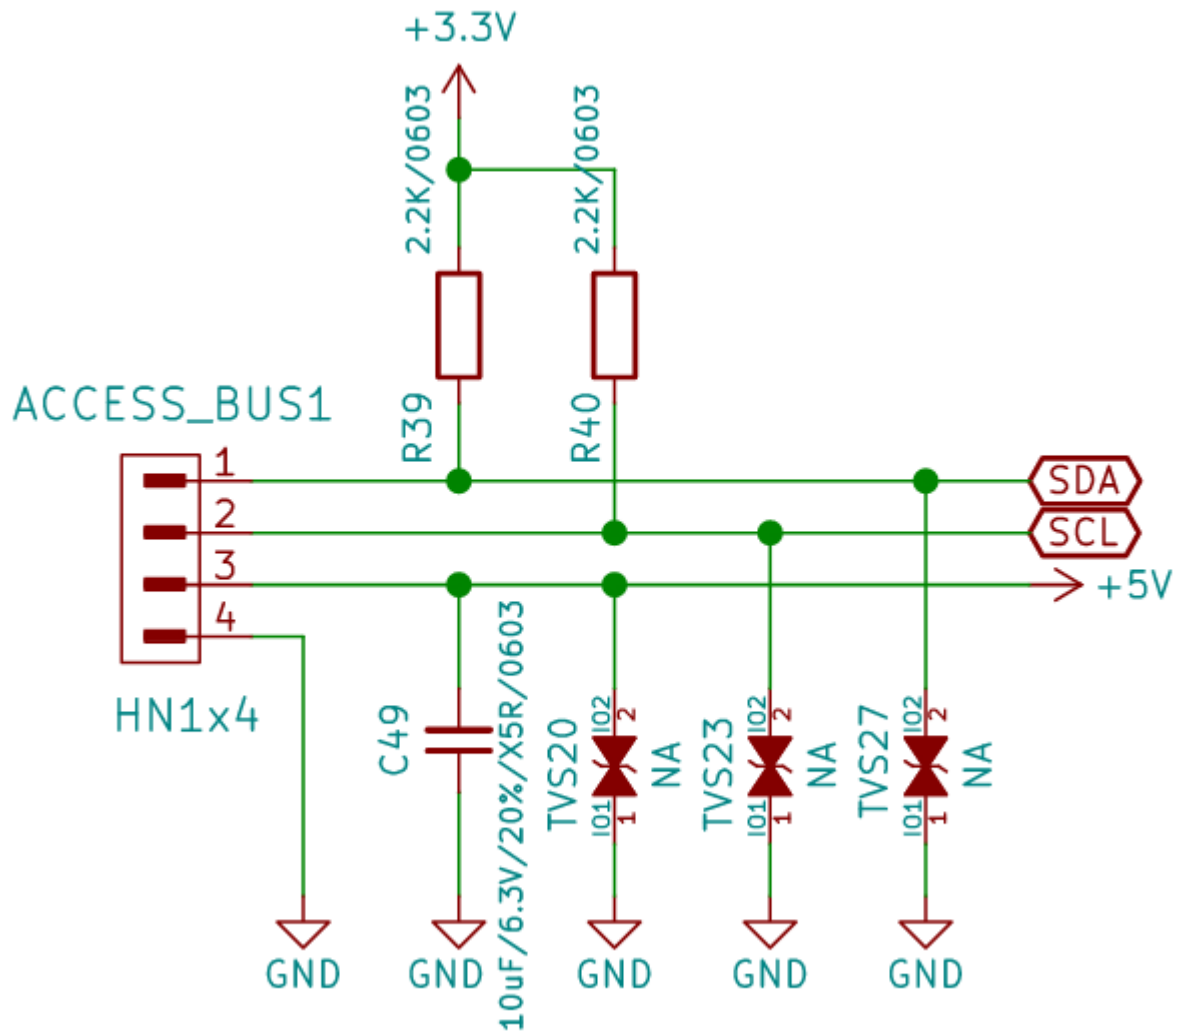 +3.3V
2.2K/0603
2.2K/0603
R39
R40
ACCESS_BUS1
1
2
3
4
HN1x4
SDA
SCL
+5V
C49
10uF/6.3V/20%/X5R/0603
TVS20
IO2
2
IO1
1
NA
TVS23
IO2
2
IO1
1
NA
TVS27
IO2
2
IO1
1
NA
GND
GND
GND
GND
GND